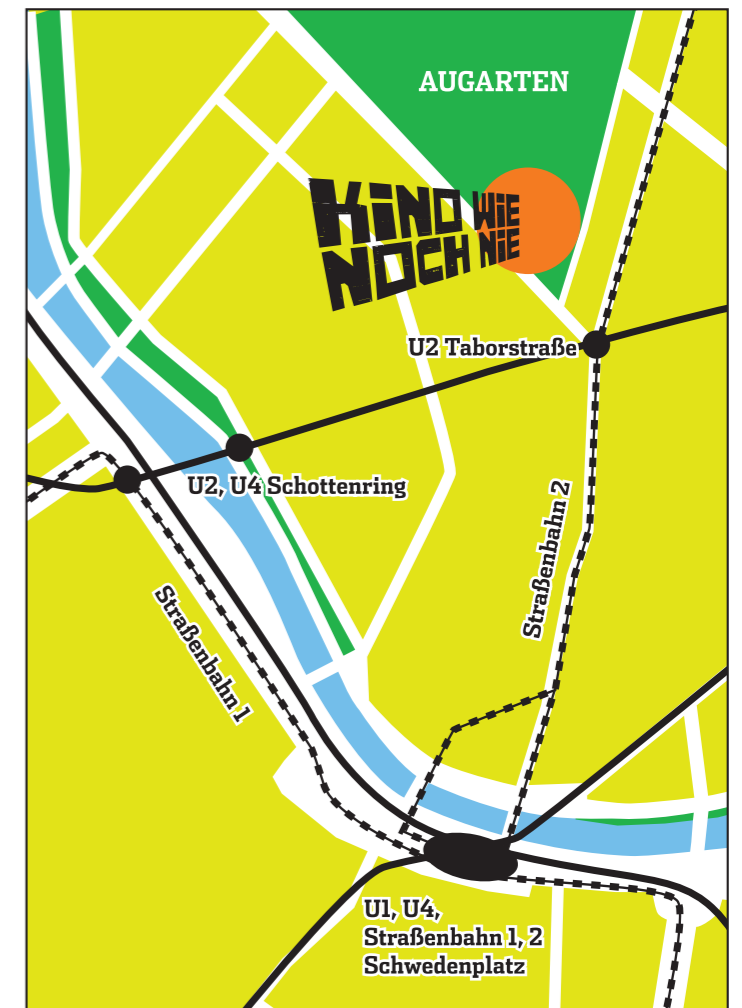 AUGARTEN
KiNO WiE
NOCH NiE
U2 Taborstraße
U2, U4 Schottenring
Straßenbahn 2
Straßenbahn 1
U1, U4,
Straßenbahn 1, 2
Schwedenplatz